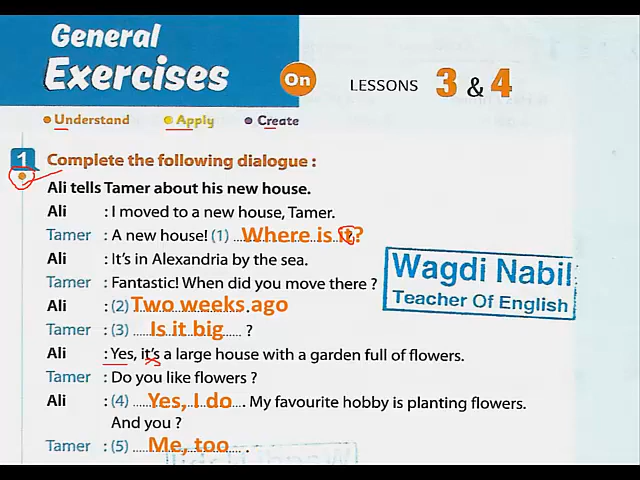 General
Exercises On LESSONS 3 & 4
Understand Apply Create
1 Complete the following dialogue :
Ali tells Tamer about his new house.
Ali : I moved to a new house, Tamer.
Tamer : A new house! (1) Where is it?
Ali : It's in Alexandria by the sea.
Tamer : Fantastic! When did you move there ?
Ali : (2) Two weeks ago.
Tamer : (3) Is it big ?
Ali : Yes, it's a large house with a garden full of flowers.
Tamer : Do you like flowers ?
Ali : (4) Yes, I do. My favourite hobby is planting flowers.
And you ?
Tamer : (5) Me, too.
Wagdi Nabil
Teacher Of English